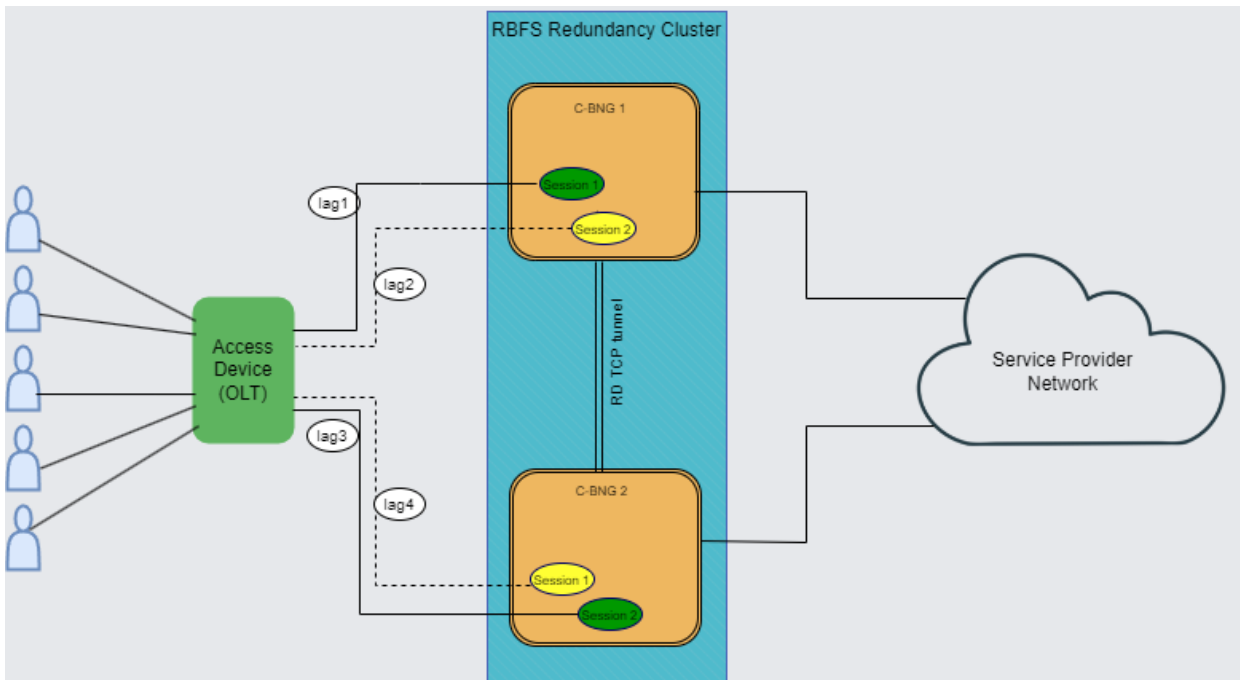 RBFS Redundancy Cluster
C-BNG 1
Session 1
Session 2
lag1
lag2
Access
Device
(OLT)
lag3
lag4
RD TCP tunnel
Service Provider
Network
C-BNG 2
Session 1
Session 2